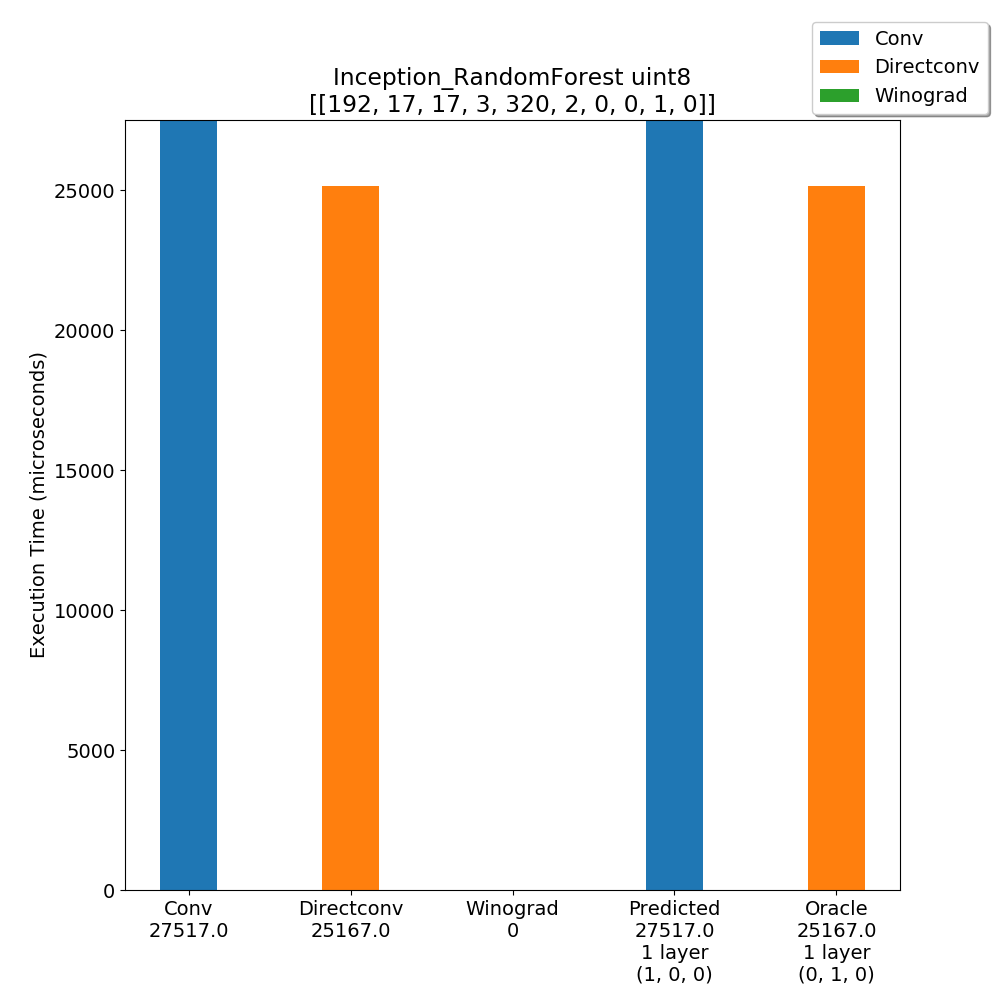 Conv
Directconv
Winograd
Inception_RandomForest uint8
[[192, 17, 17, 3, 320, 2, 0, 0, 1, 0]]
Execution Time (microseconds)
25000
20000
15000
10000
5000
0
Conv
27517.0
Directconv
25167.0
Winograd
0
Predicted
27517.0
1 layer
(1, 0, 0)
Oracle
25167.0
1 layer
(0, 1, 0)